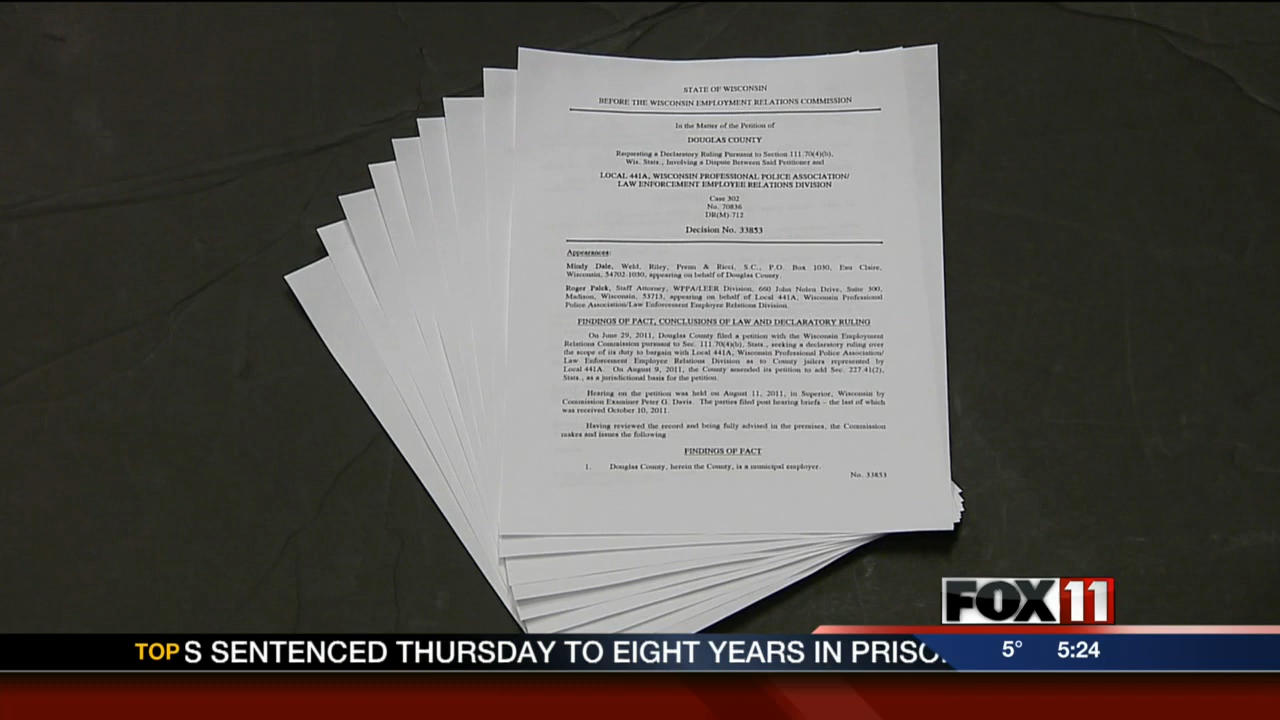 STATE OF WISCONSIN
BEFORE THE WISCONSIN EMPLOYMENT RELATIONS COMMISSION
In the Matter of the Petition of
DOUGLAS COUNTY
Requesting a Declaratory Ruling Pursuant to Section 111.70(4)(b),
Wis. Stats., Involving a Dispute Between Said Petitioner and
LOCAL 441A, WISCONSIN PROFESSIONAL POLICE ASSOCIATION/
LAW ENFORCEMENT EMPLOYEE RELATIONS DIVISION
Case 302
No. 70836
DR(M)-712
Decision No. 33853
Appearances:
Mindy Dale, Weld, Riley, Prenn & Ricci, S.C., P.O. Box 1030, Eau Claire,
Wisconsin, 54702-1030, appearing on behalf of Douglas County.
Roger Palek, Staff Attorney, WPPA/LEER Division, 660 John Nolen Drive, Suite 300,
Madison, Wisconsin, 53713, appearing on behalf of Local 441A, Wisconsin Professional
Police Association/Law Enforcement Employee Relations Division.
FINDINGS OF FACT, CONCLUSIONS OF LAW AND DECLARATORY RULING
On June 29, 2011, Douglas County filed a petition with the Wisconsin Employment
Relations Commission pursuant to Sec. 111.70(4)(b), Stats., seeking a declaratory ruling over
the scope of its duty to bargain with Local 441A, Wisconsin Professional Police Association/
Law Enforcement Employee Relations Division as to County jailers represented by
Local 441A. On August 9, 2011, the County amended its petition to add Sec. 227.41(2),
Stats., as a jurisdictional basis for the petition.
Hearing on the petition was held on August 11, 2011, in Superior, Wisconsin by
Commission Examiner Peter G. Davis. The parties filed post hearing briefs – the last of which
was received October 10, 2011.
Having reviewed the record and being fully advised in the premises, the Commission
makes and issues the following
FINDINGS OF FACT
1. Douglas County, herein the County, is a municipal employer.
No. 33853
FOX 11
TOP S SENTENCED THURSDAY TO EIGHT YEARS IN PRISO. 5° 5:24